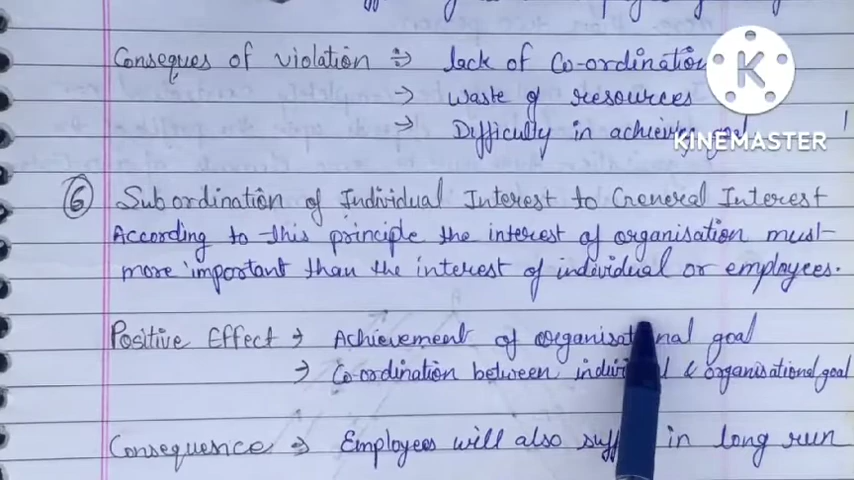 Conseques of violation → lack of Co-ordination
→ Waste of resources
→ Difficulty in achieving goal
KINEMASTER
⑥ Subordination of Individual Interest to General Interest
According to this principle the interest of organisation must
more important than the interest of individual or employees.
Positive Effect → Achievement of organisational goal
→ Co-ordination between individual & organisational goal
Consequence → Employees will also suffer in long run